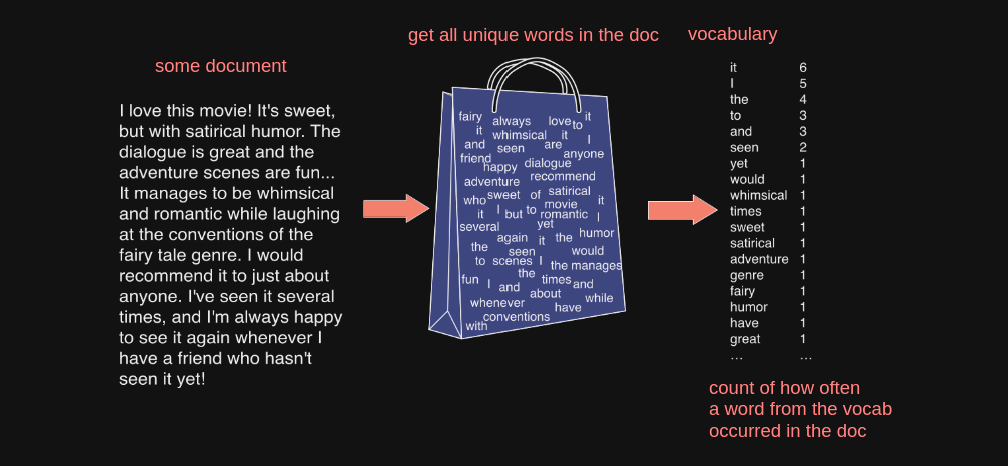 get all unique words in the doc
vocabulary
some document
I love this movie! It's sweet,
but with satirical humor. The
dialogue is great and the
adventure scenes are fun...
It manages to be whimsical
and romantic while laughing
at the conventions of the
fairy tale genre. I would
recommend it to just about
anyone. I've seen it several
times, and I'm always happy
to see it again whenever I
have a friend who hasn't
seen it yet!
fairy always love to it
it whimsical it I
and seen are anyone
friend happy dialogue
adventure recommend
who sweet of satirical it
it I but to romantic movie I
several yet
again it the humor
the seen would
to scenes I the manages
fun I and the times and
whenever about while
have
conventions
with
it 6
I 5
the 4
to 3
and 3
seen 2
yet 1
would 1
whimsical 1
times 1
sweet 1
satirical 1
adventure 1
genre 1
fairy 1
humor 1
have 1
great 1
... ...
count of how often
a word from the vocab
occurred in the doc